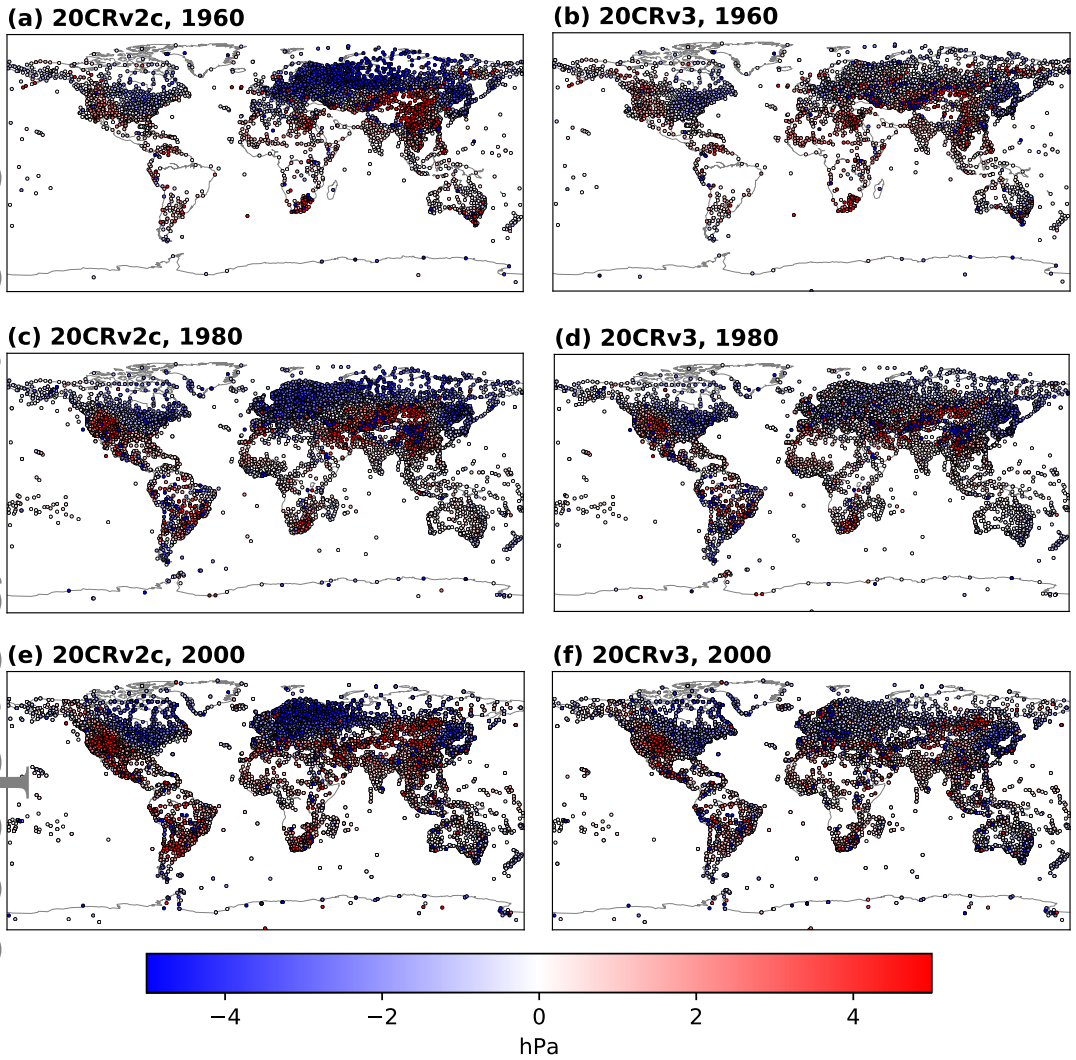 (a) 20CRv2c, 1960
(b) 20CRv3, 1960
(c) 20CRv2c, 1980
(d) 20CRv3, 1980
(e) 20CRv2c, 2000
(f) 20CRv3, 2000
−4 −2 0 2 4
hPa